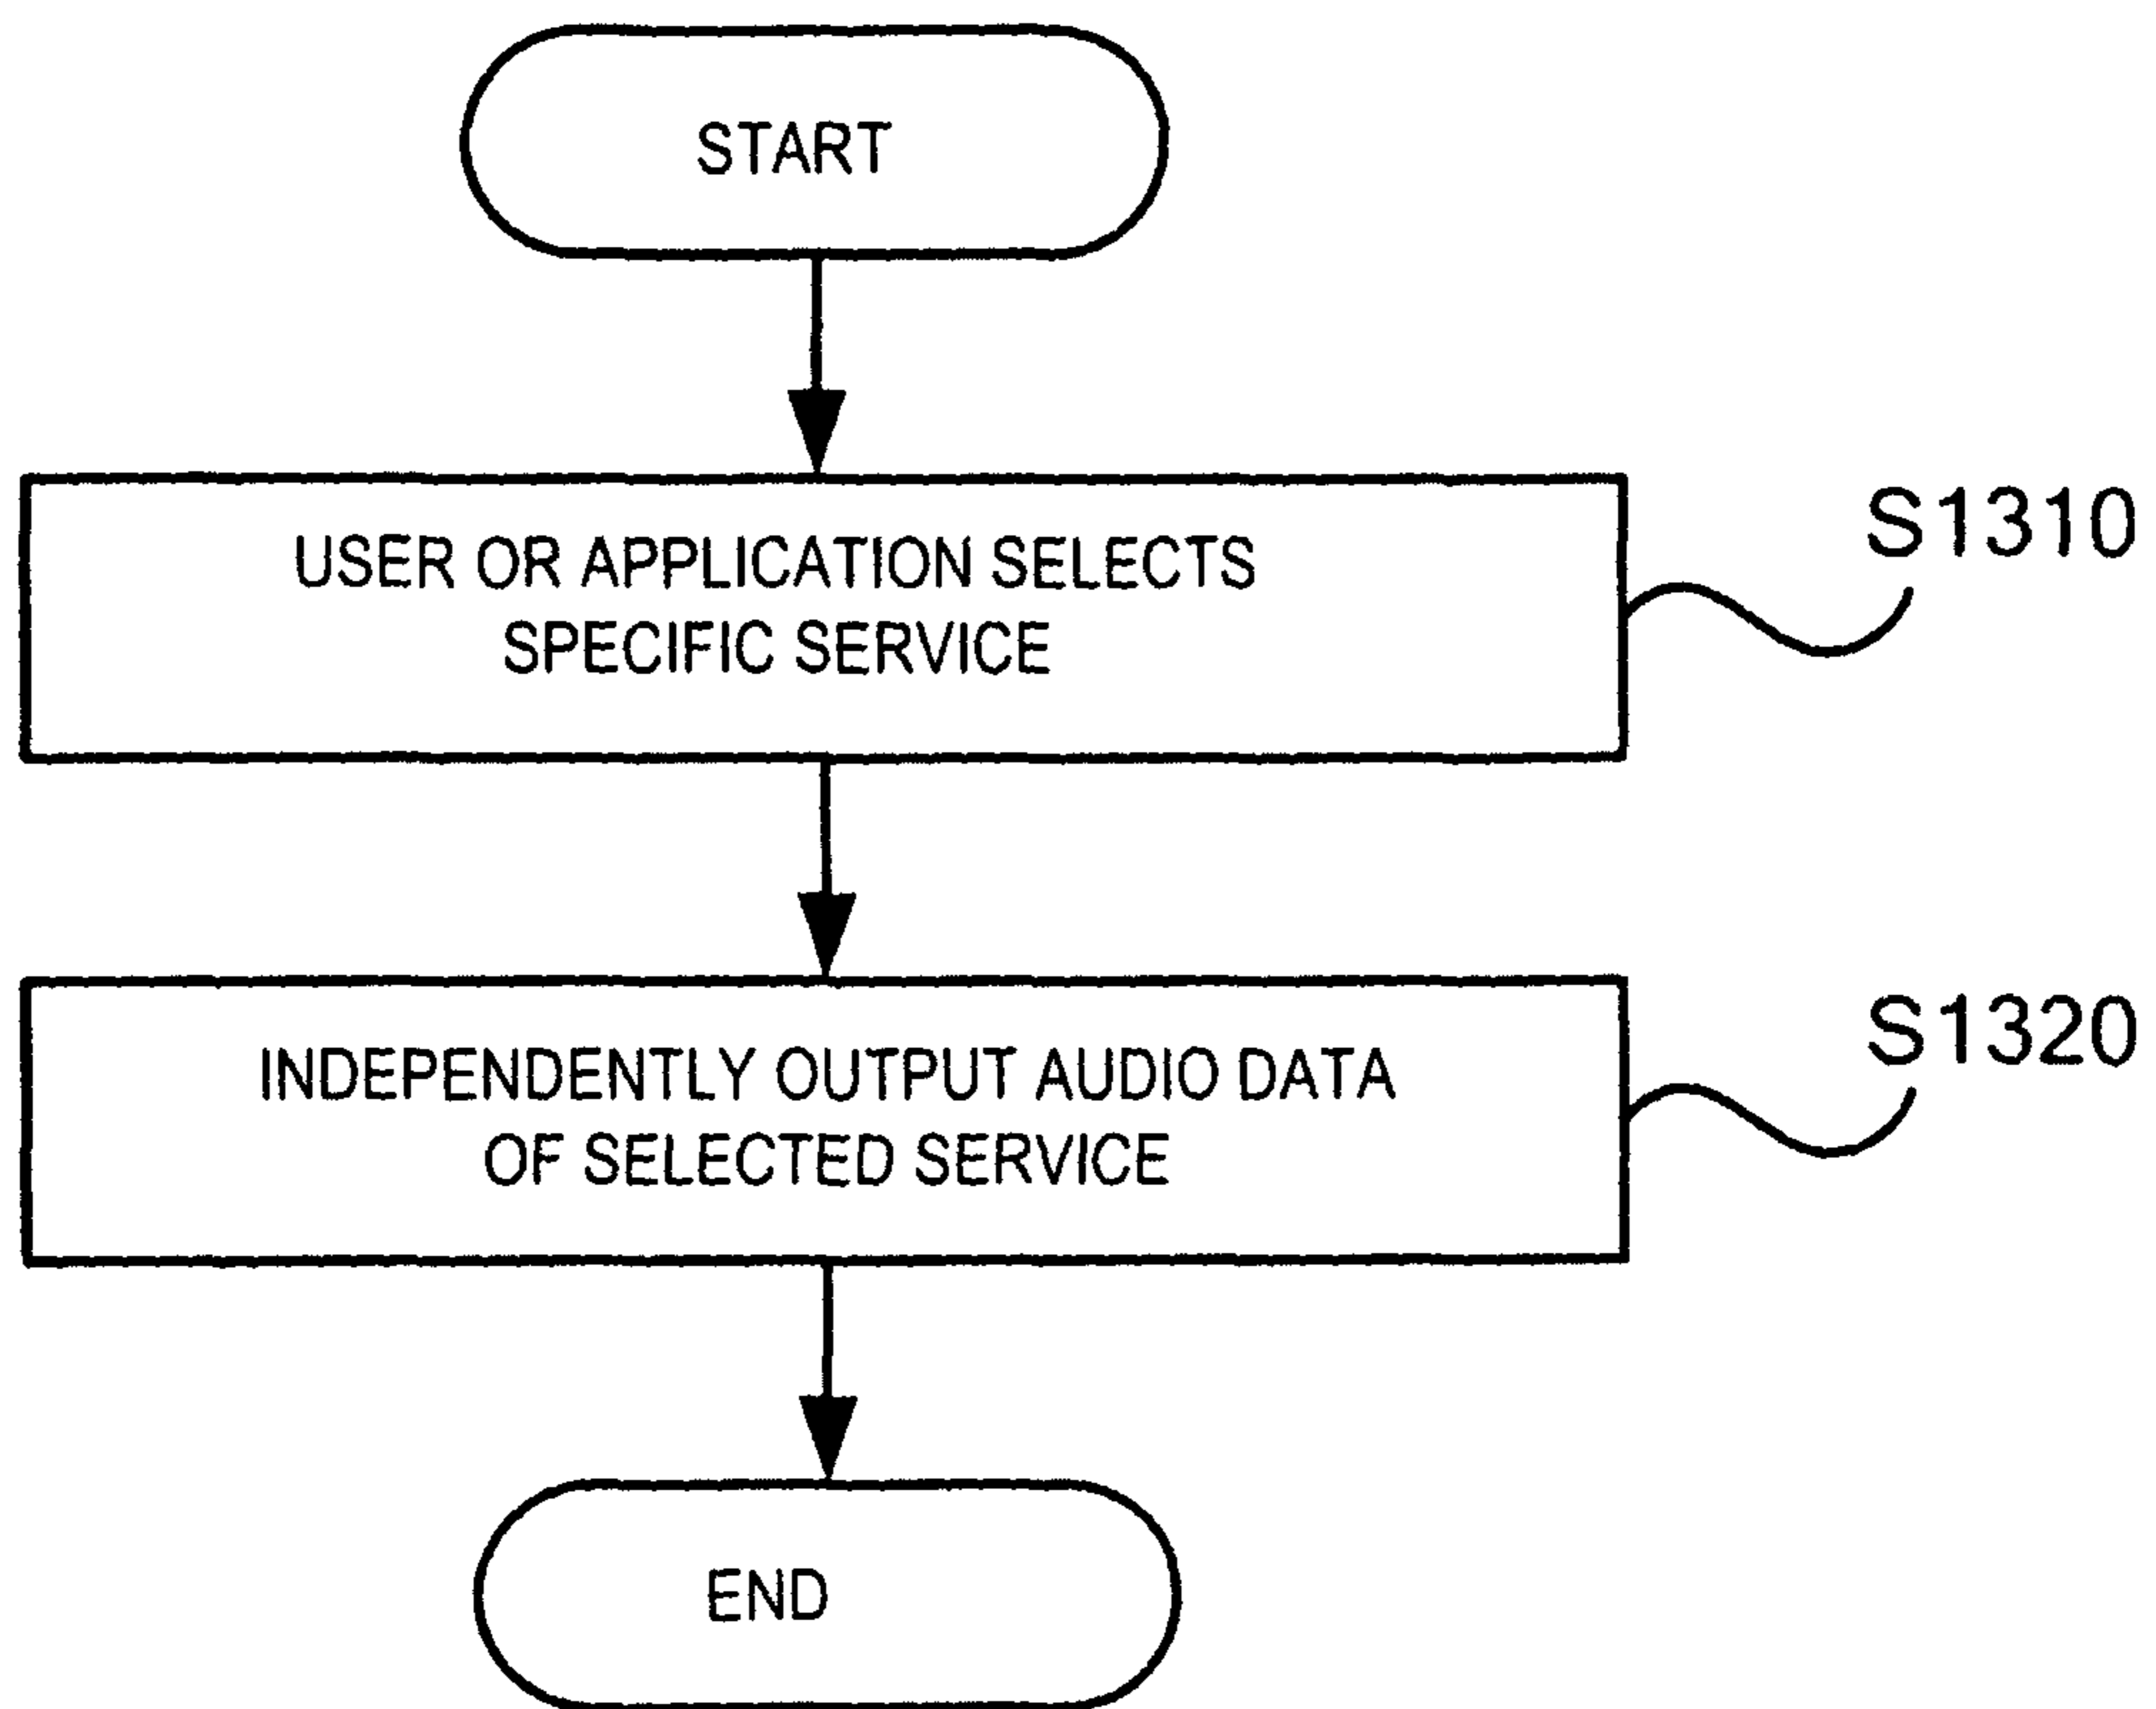 START
USER OR APPLICATION SELECTS
SPECIFIC SERVICE
S1310
INDEPENDENTLY OUTPUT AUDIO DATA
OF SELECTED SERVICE
S1320
END